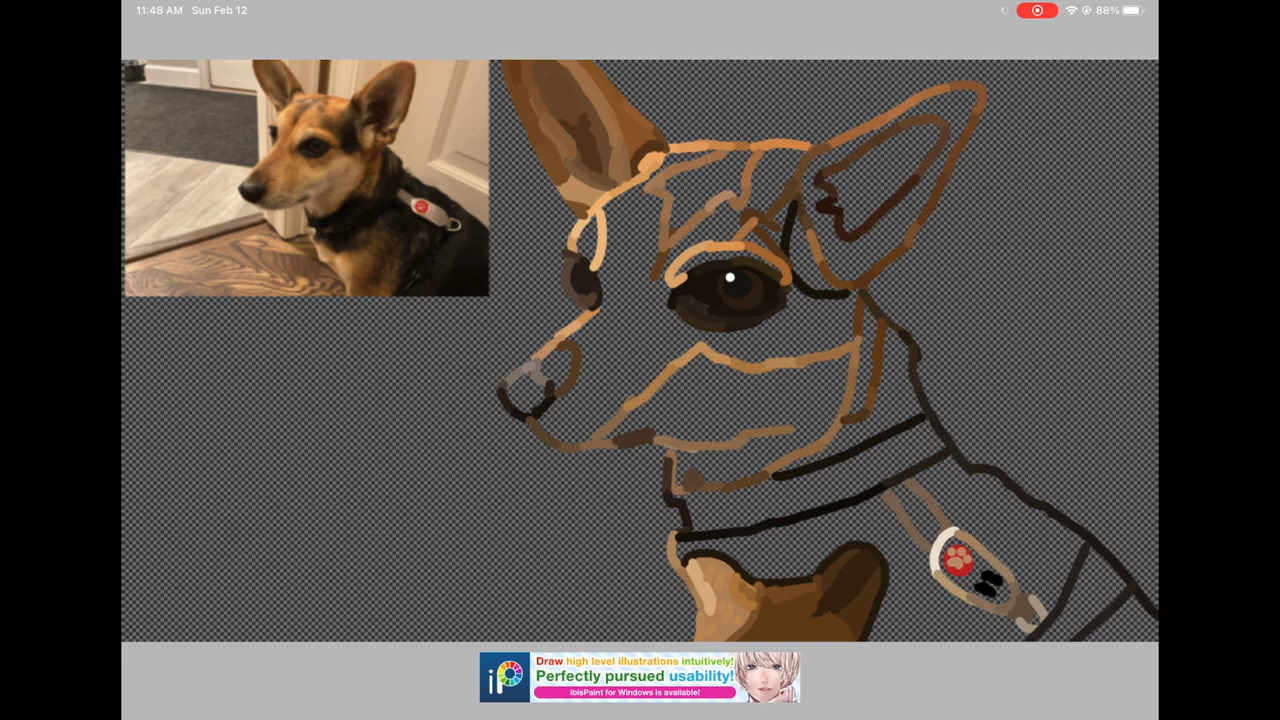 11:48 AM Sun Feb 12
88%
iP
Draw high level illustrations intuitively!
Perfectly pursued usability!
ibisPaint for Windows is available!